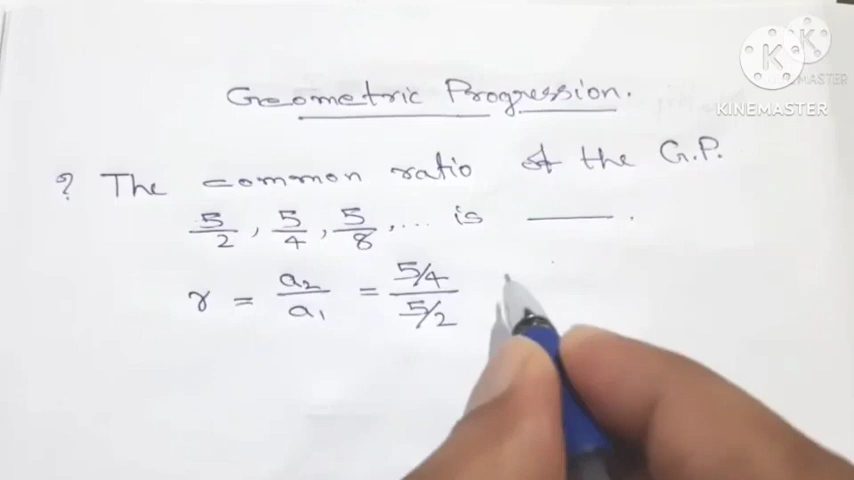 KINEMASTER
KINEMASTER
Geometric Progression.
? The common ratio of the G.P.
5/2, 5/4, 5/8, ... is ____.
r = a₂/a₁ = (5/4)/(5/2)